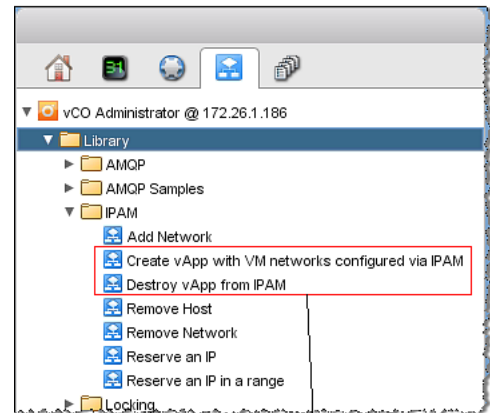 31
vCO Administrator @ 172.26.1.186
Library
AMQP
AMQP Samples
IPAM
Add Network
Create vApp with VM networks configured via IPAM
Destroy vApp from IPAM
Remove Host
Remove Network
Reserve an IP
Reserve an IP in a range
Locking